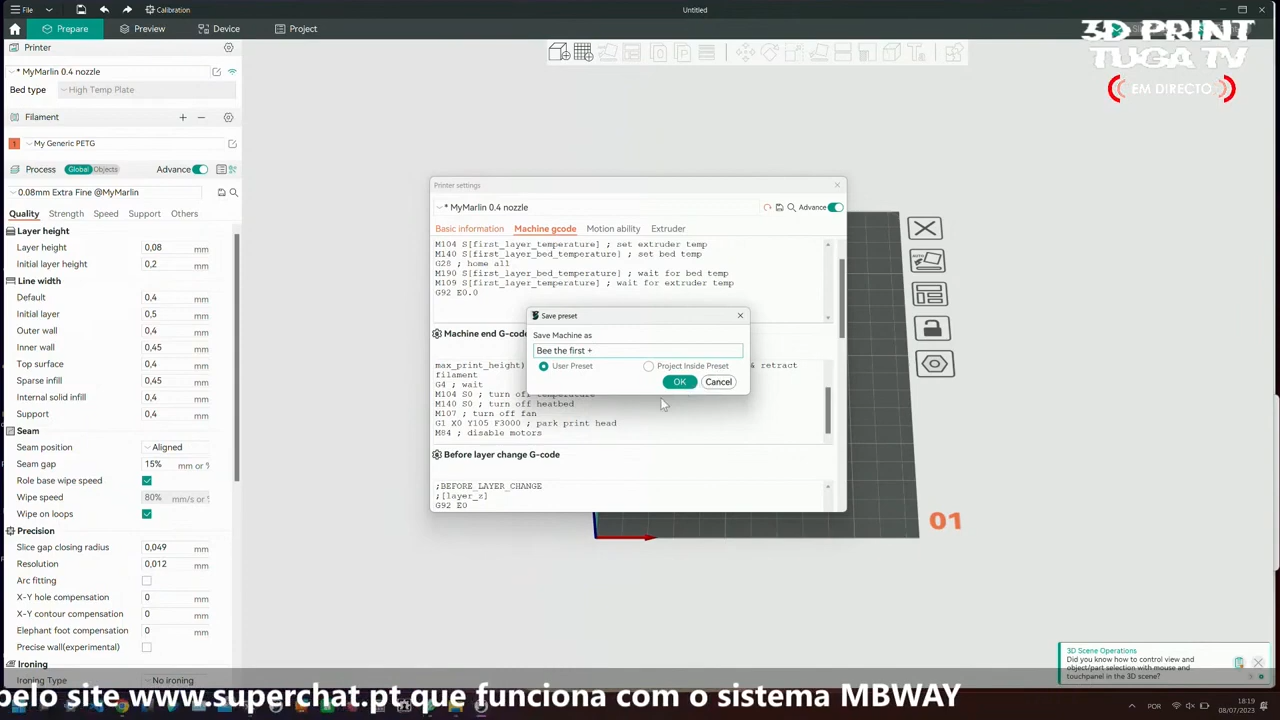 File
Calibration
Untitled
Prepare
Preview
Device
Project
3D PRINT
TUGA TV
EM DIRECTO
Printer
* MyMarlin 0.4 nozzle
Bed type
High Temp Plate
Filament
1
My Generic PETG
Process
Global
Objects
Advance
0.08mm Extra Fine @MyMarlin
Quality
Strength
Speed
Support
Others
Layer height
Layer height
0,08
mm
Initial layer height
0,2
mm
Line width
Default
0,4
mm
Initial layer
0,5
mm
Outer wall
0,4
mm
Inner wall
0,45
mm
Top surface
0,4
mm
Sparse infill
0,45
mm
Internal solid infill
0,4
mm
Support
0,4
mm
Seam
Seam position
Aligned
Seam gap
15%
mm or %
Role base wipe speed
Wipe speed
80%
mm/s or %
Wipe on loops
Precision
Slice gap closing radius
0,049
mm
Resolution
0,012
mm
Arc fitting
X-Y hole compensation
0
mm
X-Y contour compensation
0
mm
Elephant foot compensation
0
mm
Precise wall(experimental)
Ironing
Ironing Type
No ironing
Printer settings
* MyMarlin 0.4 nozzle
Advance
Basic information
Machine gcode
Motion ability
Extruder
M104 S[first_layer_temperature] ; set extruder temp
M140 S[first_layer_bed_temperature] ; set bed temp
G28 ; home all
M190 S[first_layer_bed_temperature] ; wait for bed temp
M109 S[first_layer_temperature] ; wait for extruder temp
G92 E0.0
Machine end G-code
max_print_height)
& retract
filament
G4 ; wait
M104 S0 ; turn off temperature
M140 S0 ; turn off heatbed
M107 ; turn off fan
G1 X0 Y105 F3000 ; park print head
M84 ; disable motors
Before layer change G-code
;BEFORE_LAYER_CHANGE
;[layer_z]
G92 E0
Save preset
Save Machine as
Bee the first +
User Preset
Project Inside Preset
OK
Cancel
AUTO
01
3D Scene Operations
Did you know how to control view and
object/part selection with mouse and
touchpanel in the 3D scene?
pelo site www.superchat.pt.que funciona com o sistema MBWAY
POR
18:19
08/07/2023